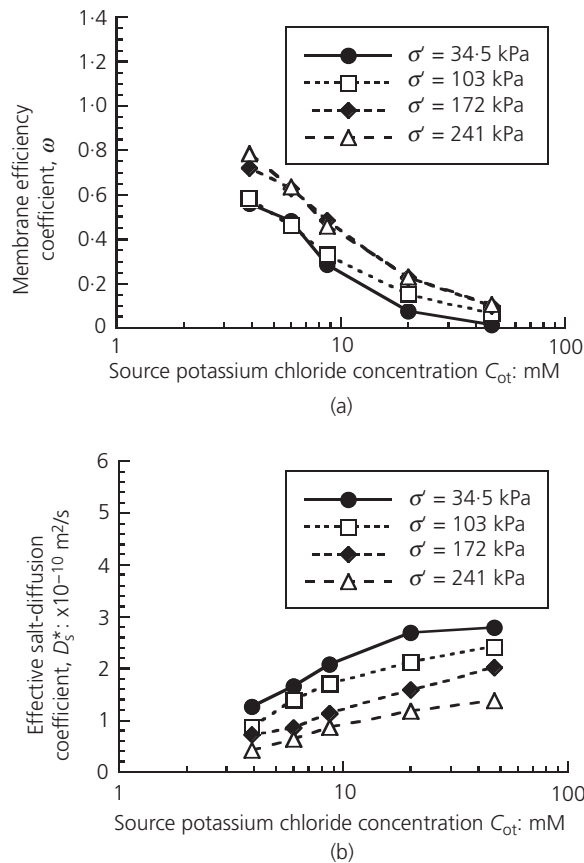 1·4
1·2
1·0
0·8
0·6
0·4
0·2
0
Membrane efficiency
coefficient, ω
σ′ = 34·5 kPa
σ′ = 103 kPa
σ′ = 172 kPa
σ′ = 241 kPa
1 10 100
Source potassium chloride concentration Cot: mM
(a)
6
5
4
3
2
1
0
Effective salt-diffusion
coefficient, Ds*: x10–10 m2/s
σ′ = 34·5 kPa
σ′ = 103 kPa
σ′ = 172 kPa
σ′ = 241 kPa
1 10 100
Source potassium chloride concentration Cot: mM
(b)